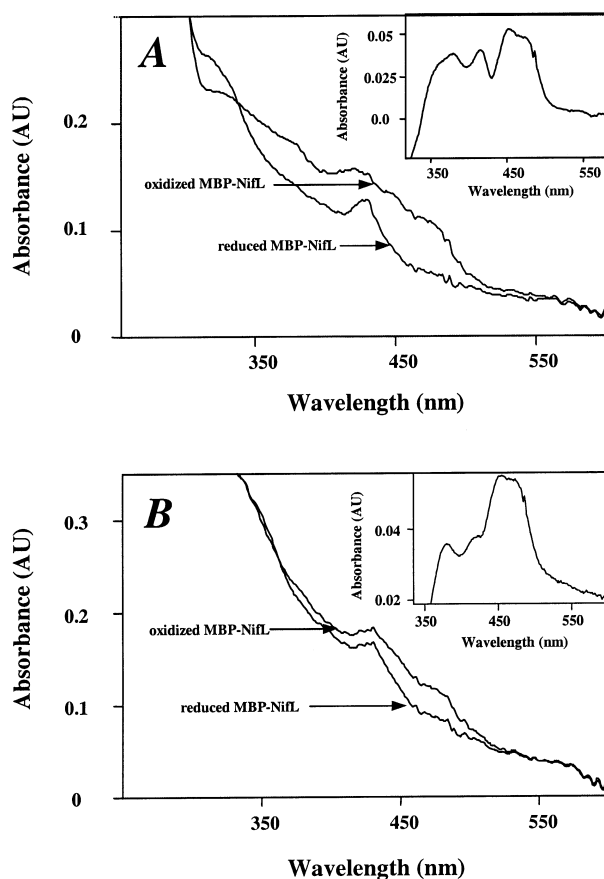 A
Absorbance (AU)
0.2
0.1
0
oxidized MBP-NifL
reduced MBP-NifL
350
450
550
Wavelength (nm)
Absorbance (AU)
0.05
0.025
0.0
350
450
550
Wavelength (nm)
B
Absorbance (AU)
0.3
0.2
0.1
0
oxidized MBP-NifL
reduced MBP-NifL
350
450
550
Wavelength (nm)
Absorbance (AU)
0.04
0.02
350
450
550
Wavelength (nm)